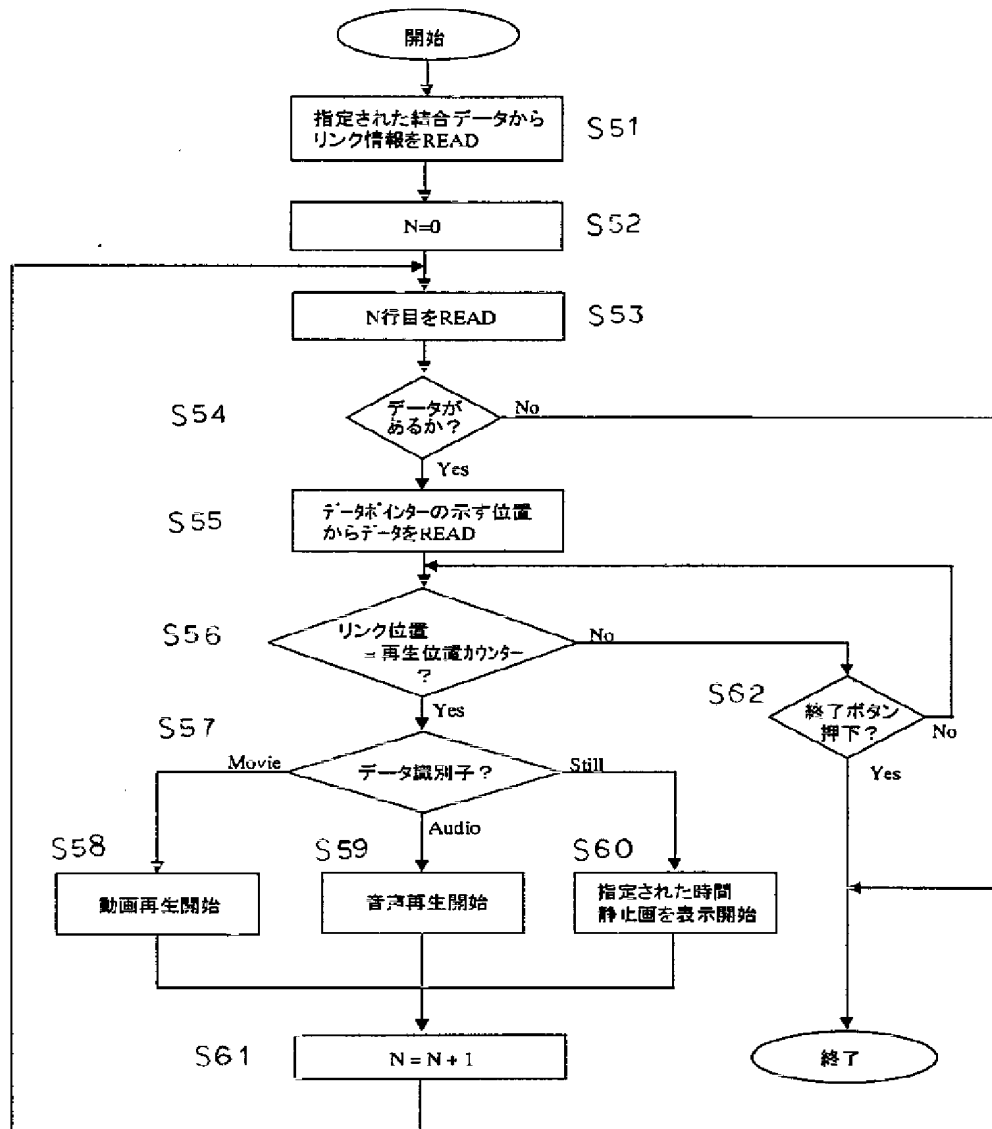 開始
指定された結合データから
リンク情報をREAD
S51
N=0
S52
N行目をREAD
S53
S54
データが
あるか?
No
Yes
S55
データポインターの示す位置
からデータをREAD
S56
リンク位置
=再生位置カウンター
?
No
Yes
S62
終了ボタン
押下?
No
Yes
S57
Movie
データ識別子?
Still
Audio
S58
動画再生開始
S59
音声再生開始
S60
指定された時間
静止画を表示開始
S61
N = N + 1
終了